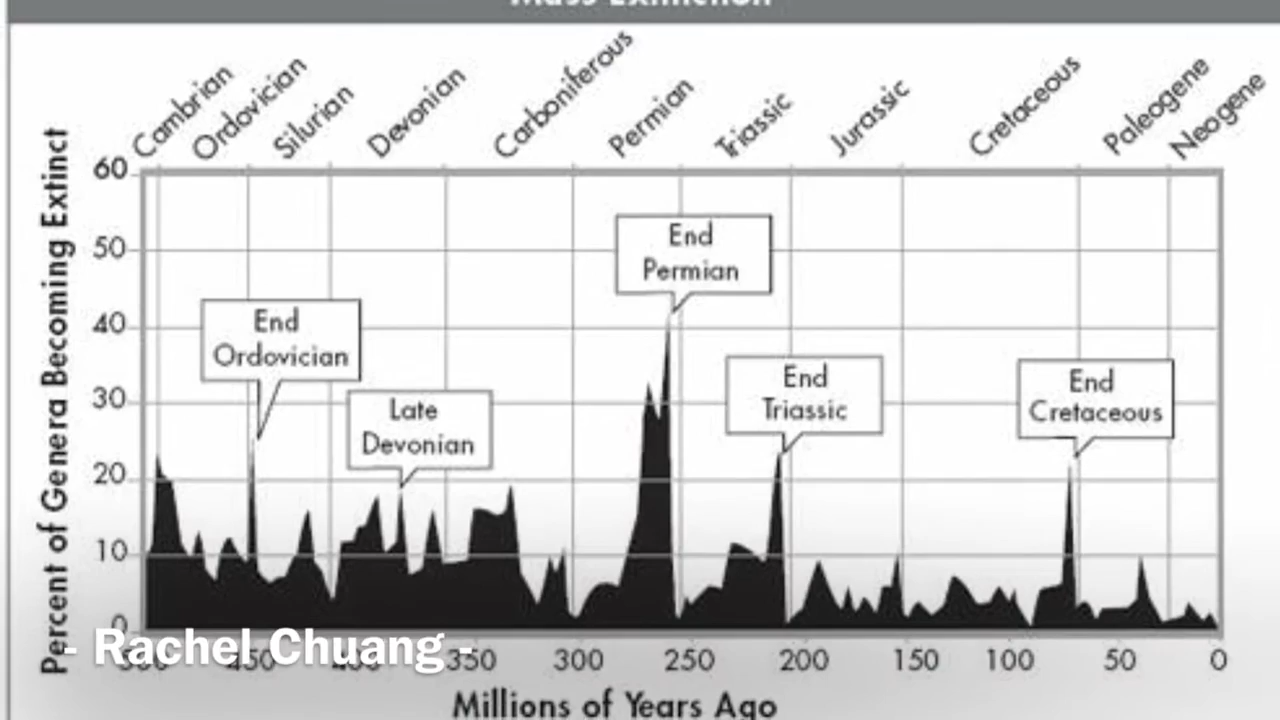 Mass Extinction
Cambrian
Ordovician
Silurian
Devonian
Carboniferous
Permian
Triassic
Jurassic
Cretaceous
Paleogene
Neogene
Percent of Genera Becoming Extinct
60
50
40
30
20
10
0
End
Ordovician
Late
Devonian
End
Permian
End
Triassic
End
Cretaceous
- Rachel Chuang -
350
300
250
200
150
100
50
0
Millions of Years Ago